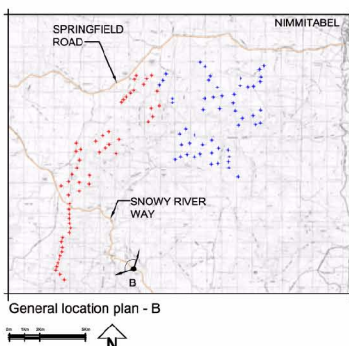 NIMMITABEL
SPRINGFIELD
ROAD
SNOWY RIVER
WAY
B
General location plan - B
N